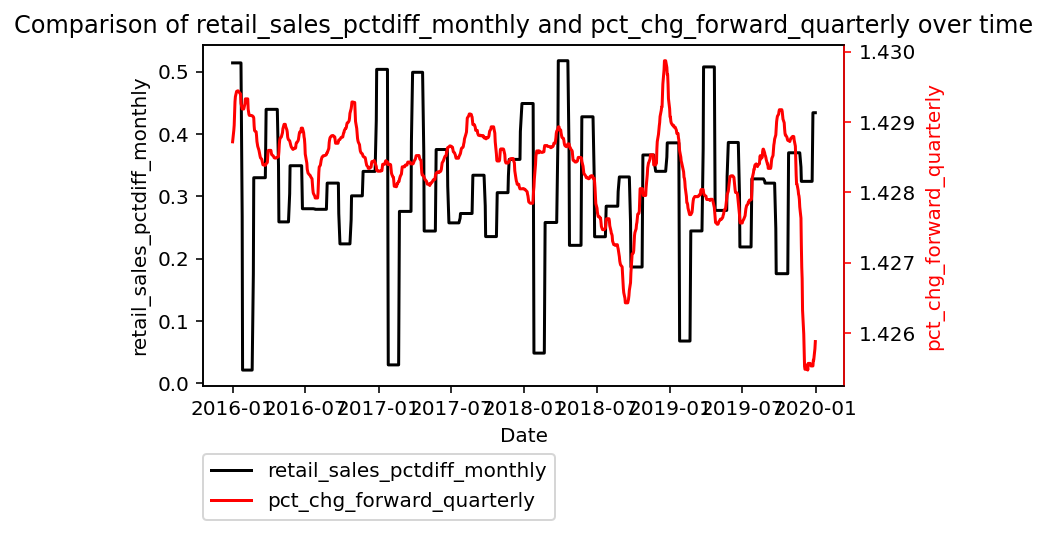 Comparison of retail_sales_pctdiff_monthly and pct_chg_forward_quarterly over time
retail_sales_pctdiff_monthly
0.5
0.4
0.3
0.2
0.1
0.0
1.430
1.429
1.428
1.427
1.426
pct_chg_forward_quarterly
2016-01 2016-07 2017-01 2017-07 2018-01 2018-07 2019-01 2019-07 2020-01
Date
retail_sales_pctdiff_monthly
pct_chg_forward_quarterly